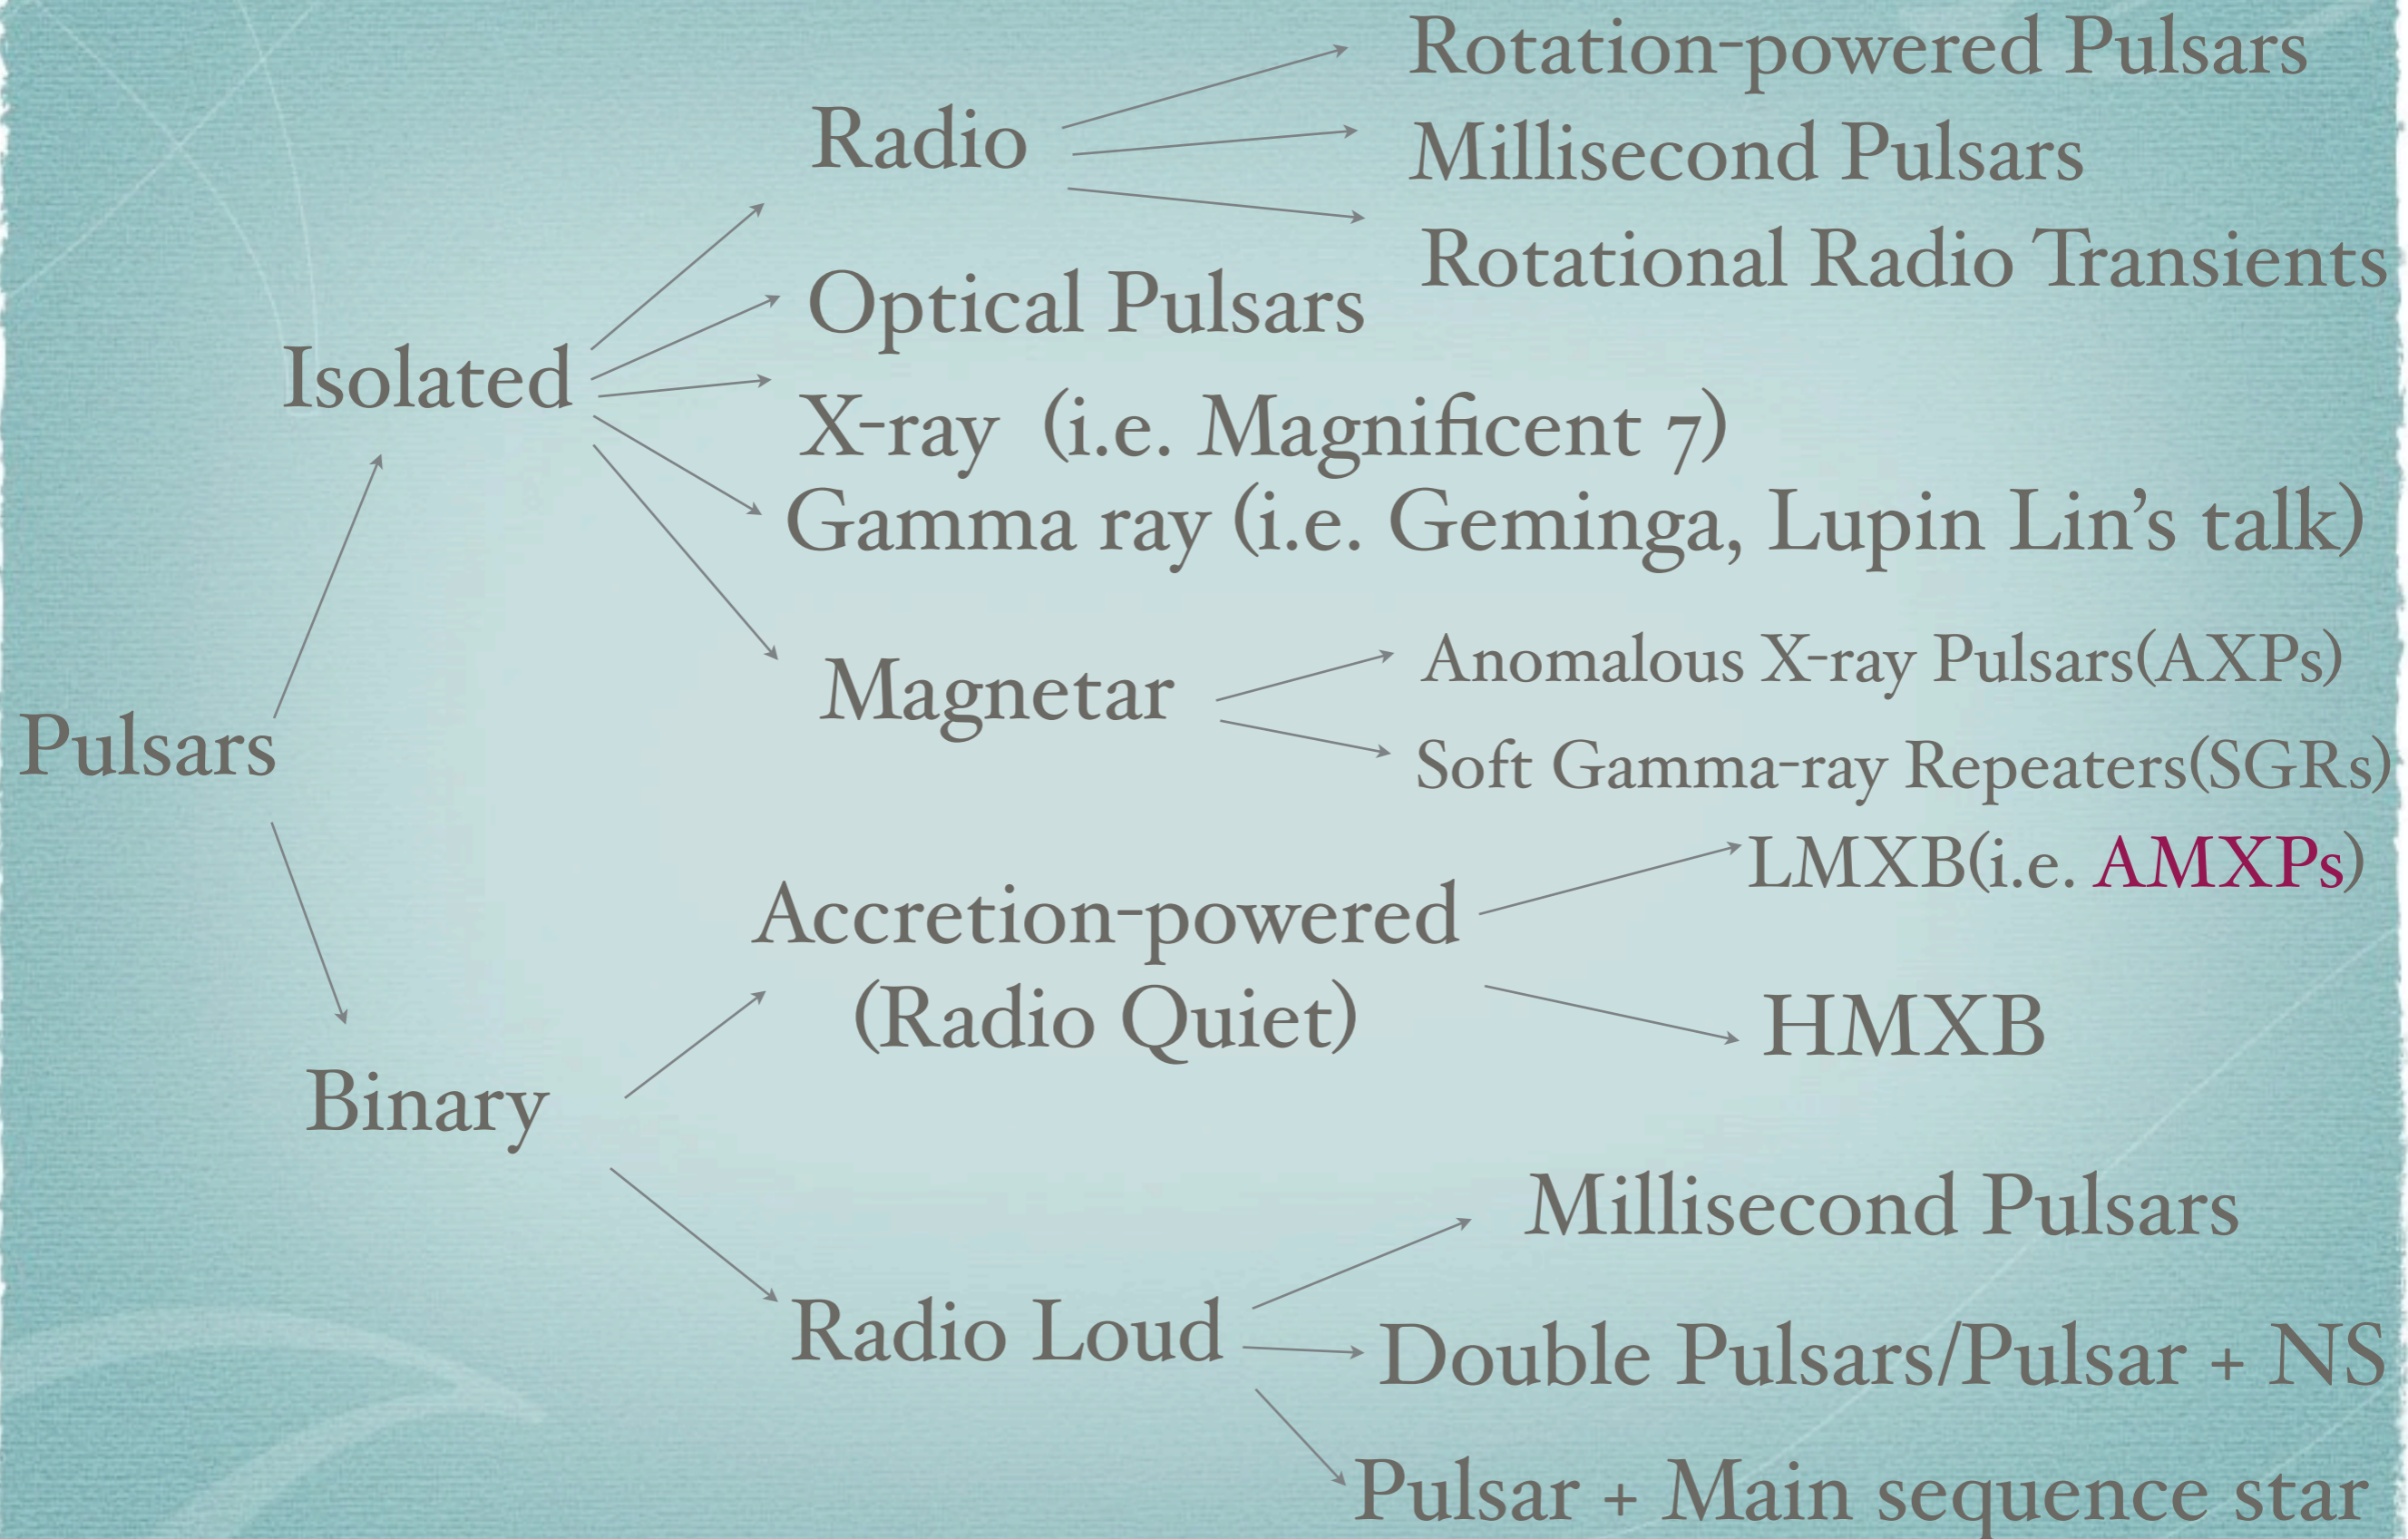 Rotation-powered Pulsars
Radio
Millisecond Pulsars
Rotational Radio Transients
Optical Pulsars
Isolated
X-ray (i.e. Magnificent 7)
Gamma ray (i.e. Geminga, Lupin Lin's talk)
Anomalous X-ray Pulsars(AXPs)
Magnetar
Pulsars
Soft Gamma-ray Repeaters(SGRs)
LMXB(i.e. AMXPs)
Accretion-powered
(Radio Quiet)
HMXB
Binary
Millisecond Pulsars
Radio Loud
Double Pulsars/Pulsar + NS
Pulsar + Main sequence star